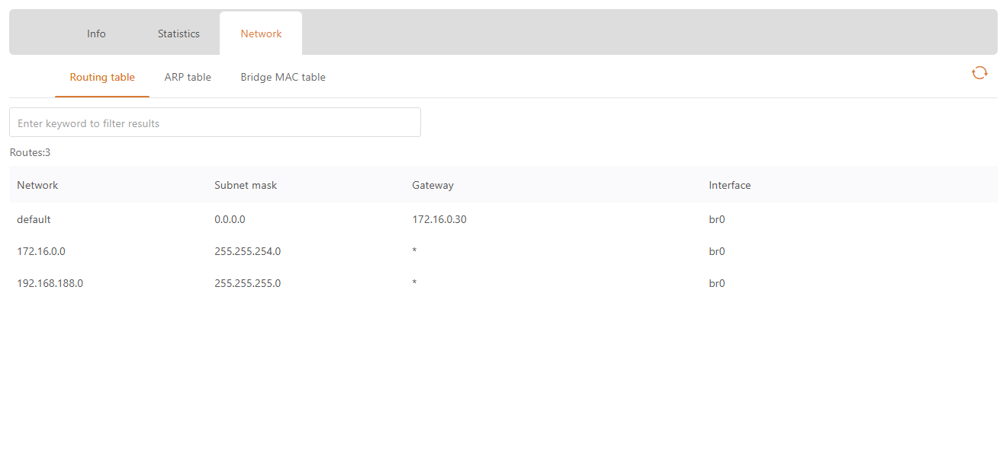 Info Statistics Network
Routing table ARP table Bridge MAC table
Enter keyword to filter results
Routes:3
Network Subnet mask Gateway Interface
default 0.0.0.0 172.16.0.30 br0
172.16.0.0 255.255.254.0 * br0
192.168.188.0 255.255.255.0 * br0